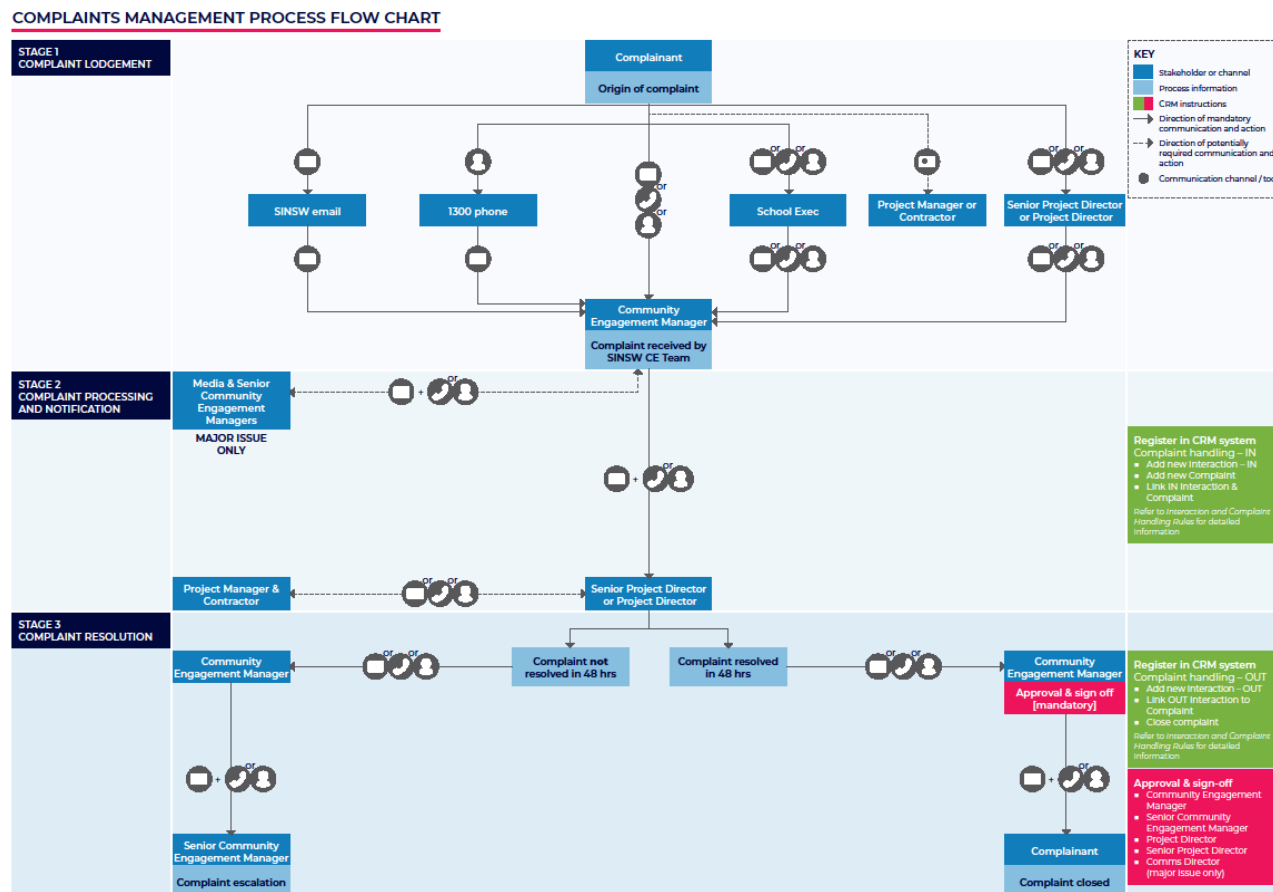 COMPLAINTS MANAGEMENT PROCESS FLOW CHART
STAGE 1
COMPLAINT LODGEMENT
Complainant
Origin of complaint
KEY
Stakeholder or channel
Process information
CRM instructions
Direction of mandatory
communication and action
Direction of potentially
required communication and
action
Communication channel / too
or
or
or or
or or
SINSW email
1300 phone
School Exec
Project Manager or
Contractor
Senior Project Director
or Project Director
or or
or or
Community
Engagement Manager
Complaint received by
SINSW CE Team
STAGE 2
COMPLAINT PROCESSING
AND NOTIFICATION
Media & Senior
Community
Engagement
Managers
MAJOR ISSUE
ONLY
+ or
+ or
Register in CRM system
Complaint handling – IN
Add new Interaction – IN
Add new Complaint
Link IN Interaction &
Complaint
Refer to Interaction and Complaint
Handling Rules for detailed
information
Project Manager &
Contractor
or or
Senior Project Director
or Project Director
STAGE 3
COMPLAINT RESOLUTION
Community
Engagement Manager
or or
Complaint not
resolved in 48 hrs
Complaint resolved
in 48 hrs
or or
Community
Engagement Manager
Approval & sign off
[mandatory]
Register in CRM system
Complaint handling – OUT
Add new Interaction – OUT
Link OUT Interaction to
Complaint
Close complaint
Refer to Interaction and Complaint
Handling Rules for detailed
information
+ or
+ or
Approval & sign-off
Community Engagement
Manager
Senior Community
Engagement Manager
Project Director
Senior Project Director
Comms Director
(major issue only)
Senior Community
Engagement Manager
Complaint escalation
Complainant
Complaint closed